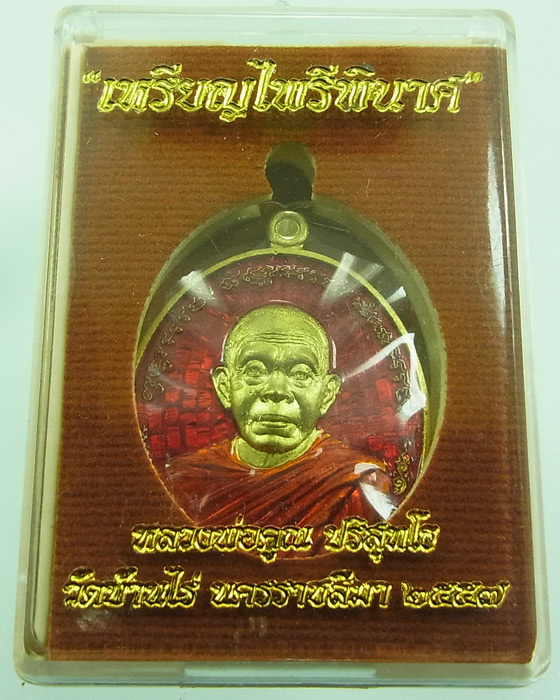 "เหรียญไพรีพินาศ"
หลวงพ่อคูณ ปริสุทโธ
วัดบ้านไร่ นครราชสีมา ๒๕๕๗